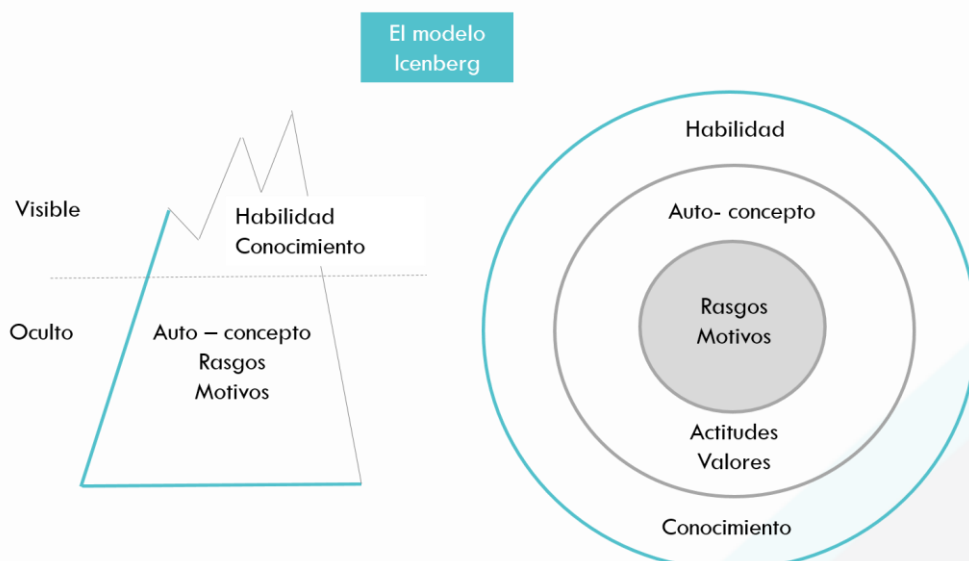 El modelo
Icenberg
Visible
Habilidad
Conocimiento
Oculto
Auto – concepto
Rasgos
Motivos
Habilidad
Auto- concepto
Rasgos
Motivos
Actitudes
Valores
Conocimiento